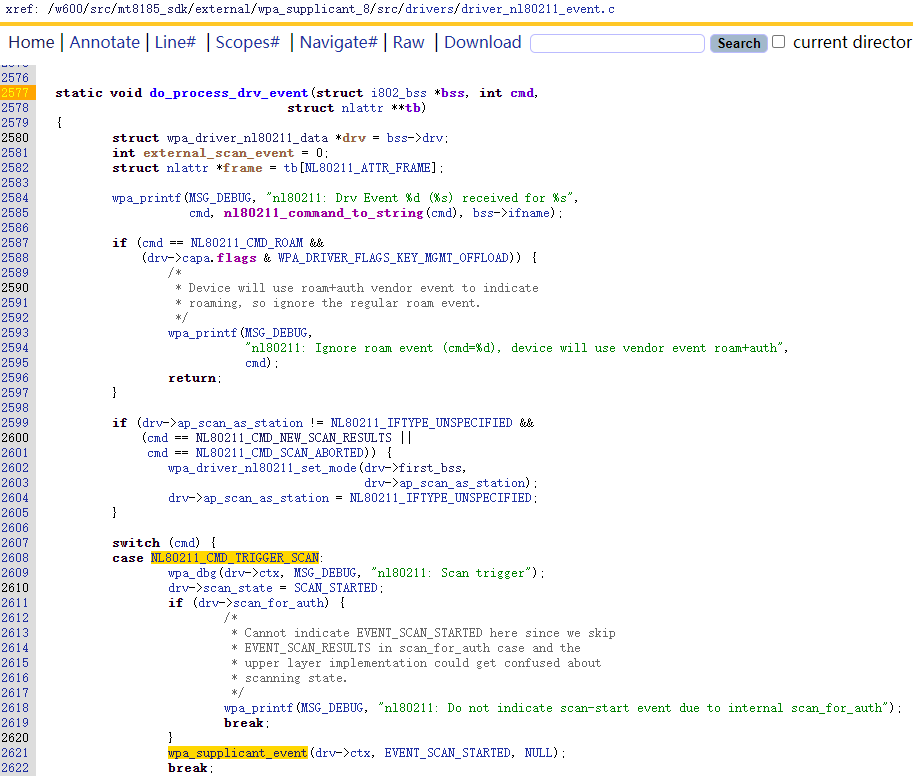 xref: /w600/src/mt8185_sdk/external/wpa_supplicant_8/src/drivers/driver_nl80211_event.c
Home | Annotate | Line# | Scopes# | Navigate# | Raw | Download Search current director
2576
2577 static void do_process_drv_event(struct i802_bss *bss, int cmd,
2578 struct nlattr **tb)
2579 {
2580 struct wpa_driver_nl80211_data *drv = bss->drv;
2581 int external_scan_event = 0;
2582 struct nlattr *frame = tb[NL80211_ATTR_FRAME];
2583
2584 wpa_printf(MSG_DEBUG, "nl80211: Drv Event %d (%s) received for %s",
2585 cmd, nl80211_command_to_string(cmd), bss->ifname);
2586
2587 if (cmd == NL80211_CMD_ROAM &&
2588 (drv->capa.flags & WPA_DRIVER_FLAGS_KEY_MGMT_OFFLOAD)) {
2589 /*
2590 * Device will use roam+auth vendor event to indicate
2591 * roaming, so ignore the regular roam event.
2592 */
2593 wpa_printf(MSG_DEBUG,
2594 "nl80211: Ignore roam event (cmd=%d), device will use vendor event roam+auth",
2595 cmd);
2596 return;
2597 }
2598
2599 if (drv->ap_scan_as_station != NL80211_IFTYPE_UNSPECIFIED &&
2600 (cmd == NL80211_CMD_NEW_SCAN_RESULTS ||
2601 cmd == NL80211_CMD_SCAN_ABORTED)) {
2602 wpa_driver_nl80211_set_mode(drv->first_bss,
2603 drv->ap_scan_as_station);
2604 drv->ap_scan_as_station = NL80211_IFTYPE_UNSPECIFIED;
2605 }
2606
2607 switch (cmd) {
2608 case NL80211_CMD_TRIGGER_SCAN:
2609 wpa_dbg(drv->ctx, MSG_DEBUG, "nl80211: Scan trigger");
2610 drv->scan_state = SCAN_STARTED;
2611 if (drv->scan_for_auth) {
2612 /*
2613 * Cannot indicate EVENT_SCAN_STARTED here since we skip
2614 * EVENT_SCAN_RESULTS in scan_for_auth case and the
2615 * upper layer implementation could get confused about
2616 * scanning state.
2617 */
2618 wpa_printf(MSG_DEBUG, "nl80211: Do not indicate scan-start event due to internal scan_for_auth");
2619 break;
2620 }
2621 wpa_supplicant_event(drv->ctx, EVENT_SCAN_STARTED, NULL);
2622 break;